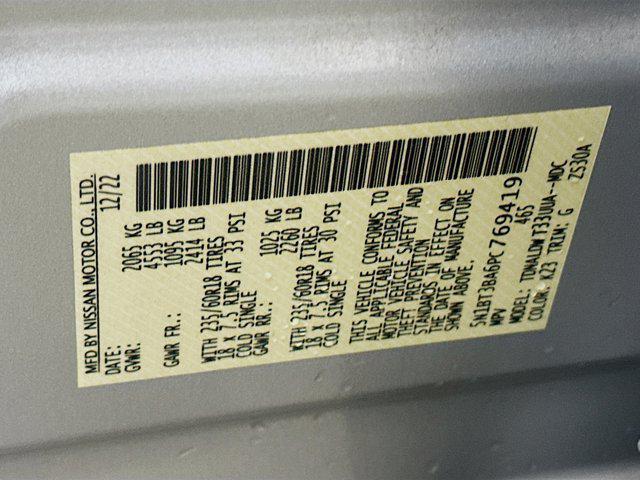 MFD BY NISSAN MOTOR CO., LTD.
DATE: 12/22
GVWR: 2065 KG
4553 LB
GAWR FR.: 1095 KG
2414 LB
WITH 235/60R18 TIRES
18 X 7.5 RIMS AT 33 PSI
COLD SINGLE
GAWR RR.: 1025 KG
2260 LB
WITH 235/60R18 TIRES
18 X 7.5 RIMS AT 30 PSI
COLD SINGLE
THIS VEHICLE CONFORMS TO
ALL APPLICABLE FEDERAL
MOTOR VEHICLE SAFETY AND
THEFT PREVENTION
STANDARDS IN EFFECT ON
THE DATE OF MANUFACTURE
SHOWN ABOVE.
5N1BT3BA6PC769419
MPV 465
MODEL: TDNALDW T33UUA--MDC
COLOR: K23 TRIM: G ZS30A